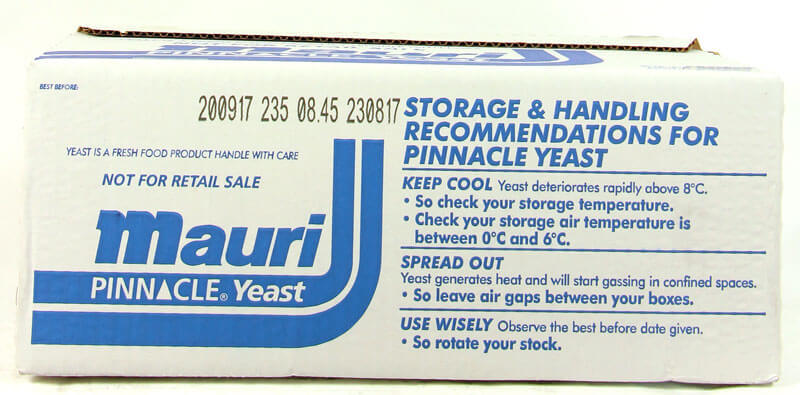 BEST BEFORE:
200917 235 08.45 230817
YEAST IS A FRESH FOOD PRODUCT HANDLE WITH CARE
NOT FOR RETAIL SALE
mauri
PINNACLE® Yeast
STORAGE & HANDLING
RECOMMENDATIONS FOR
PINNACLE YEAST
KEEP COOL Yeast deteriorates rapidly above 8°C.
• So check your storage temperature.
• Check your storage air temperature is
between 0°C and 6°C.
SPREAD OUT
Yeast generates heat and will start gassing in confined spaces.
• So leave air gaps between your boxes.
USE WISELY Observe the best before date given.
• So rotate your stock.